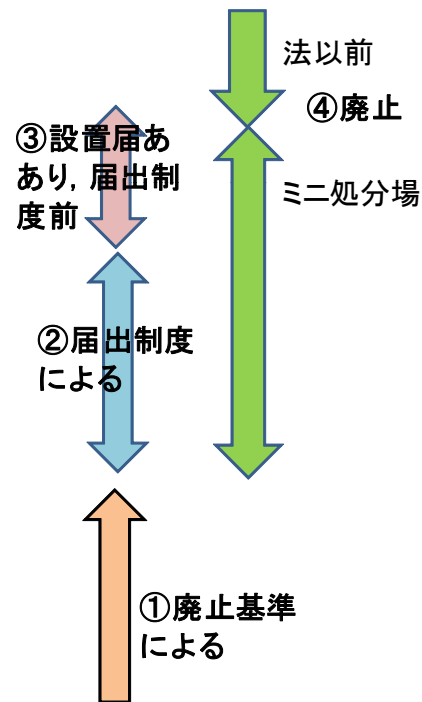 法以前
④廃止
③設置届あ
あり，届出制
度前
ミニ処分場
②届出制度
による
①廃止基準
による